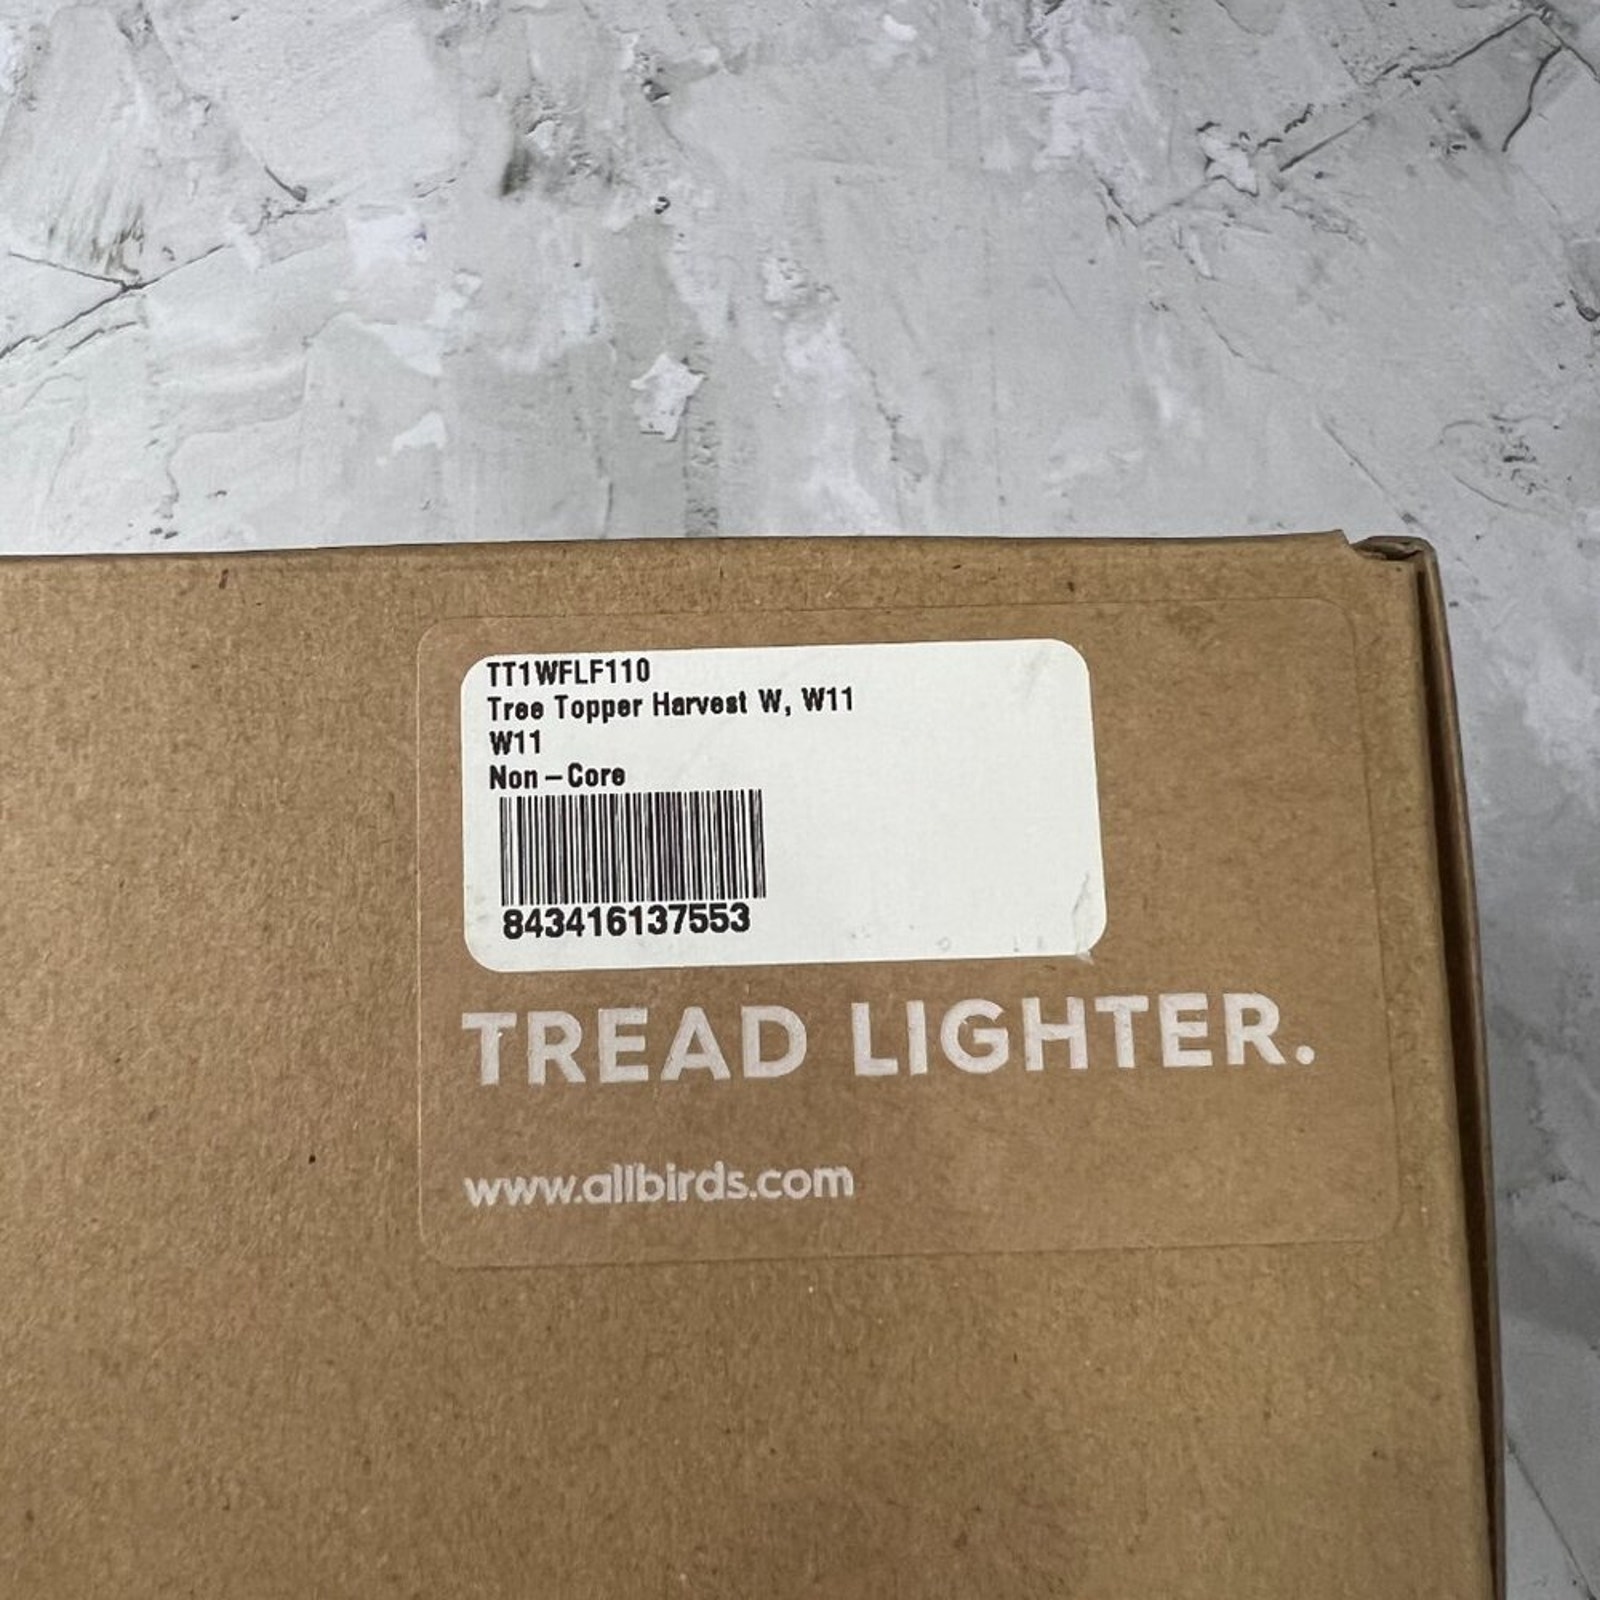 TT1WFLF110
Tree Topper Harvest W, W11
W11
Non-Core
843416137553
TREAD LIGHTER.
www.allbirds.com